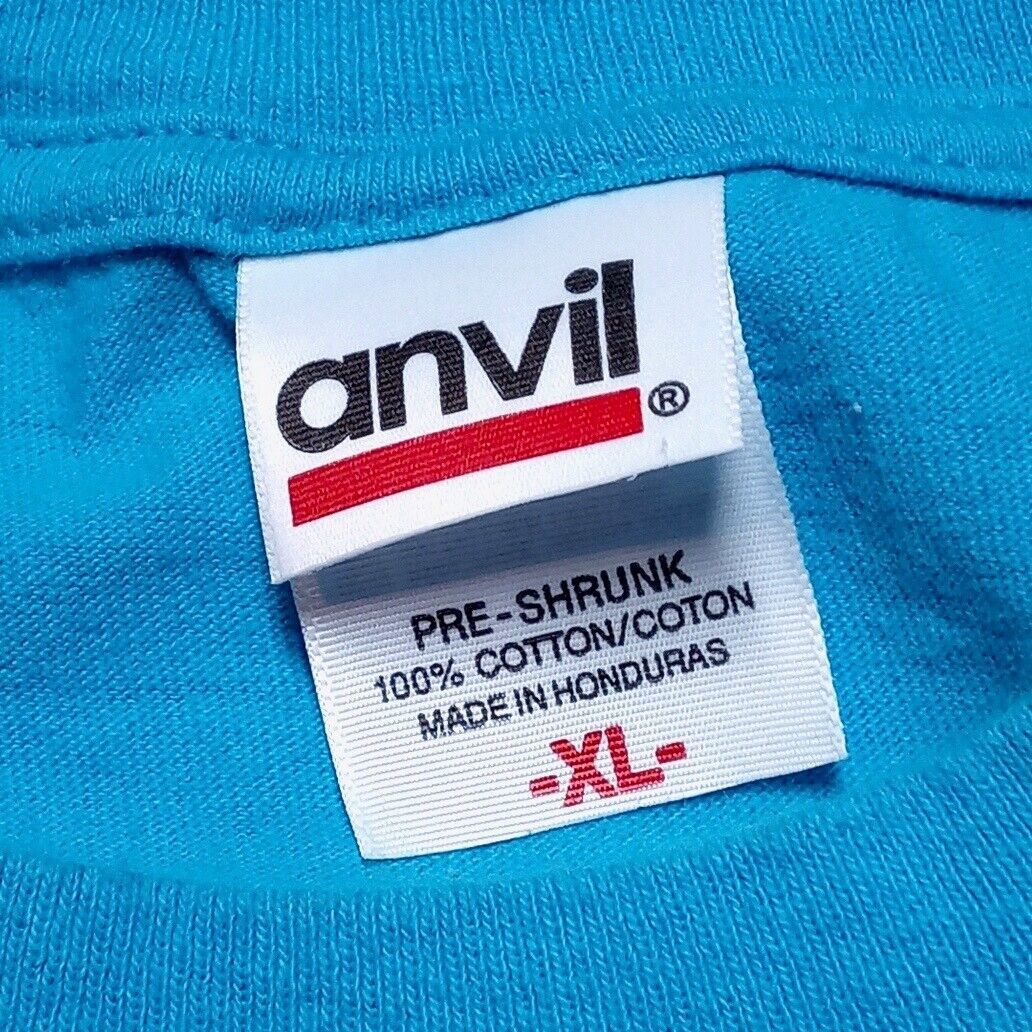 anvil®
PRE-SHRUNK
100% COTTON/COTON
MADE IN HONDURAS
-XL-